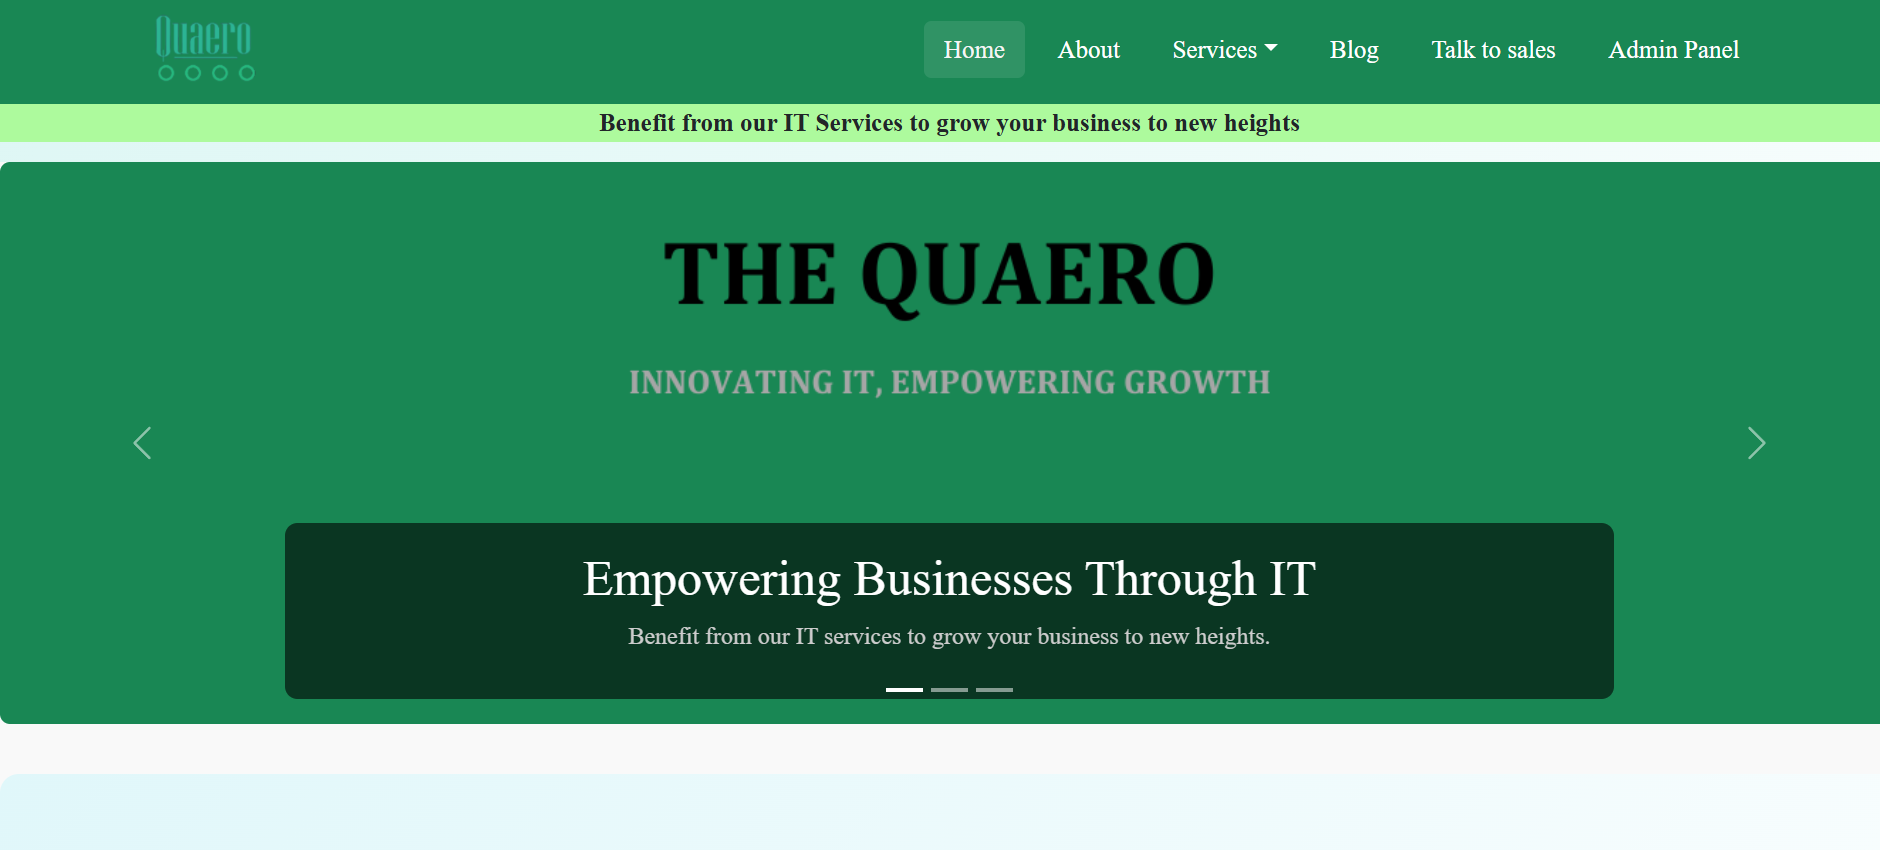 Quaero
Home About Services Blog Talk to sales Admin Panel
Benefit from our IT Services to grow your business to new heights
THE QUAERO
INNOVATING IT, EMPOWERING GROWTH
Empowering Businesses Through IT
Benefit from our IT services to grow your business to new heights.